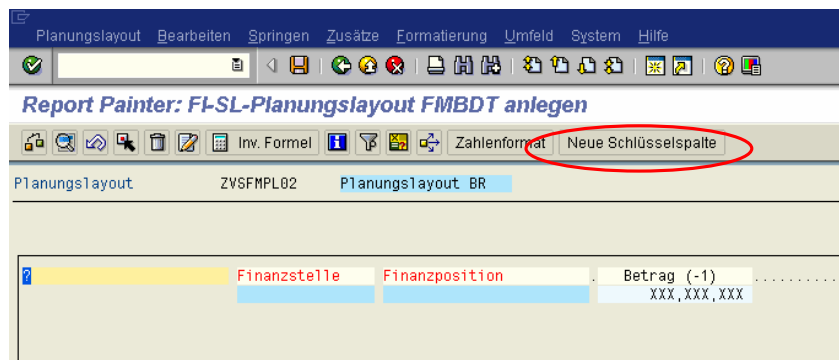 Planungslayout Bearbeiten Springen Zusätze Formatierung Umfeld System Hilfe
Report Painter: FI-SL-Planungslayout FMBDT anlegen
Inv. Formel Zahlenformat Neue Schlüsselspalte
Planungslayout ZVSFMPL02 Planungslayout BR
? Finanzstelle Finanzposition . Betrag (-1) ..........
XXX,XXX,XXX